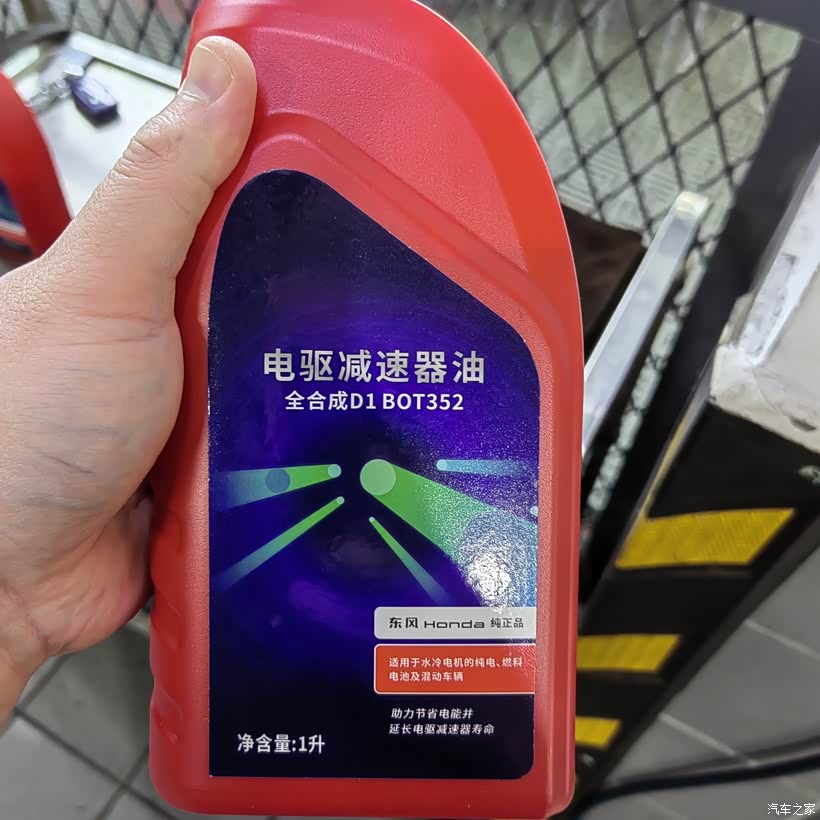 电驱减速器油
全合成D1 BOT352
东风 Honda 纯正品
适用于水冷电机的纯电、燃料
电池及混动车辆
助力节省电能并
延长电驱减速器寿命
净含量:1升
汽车之家